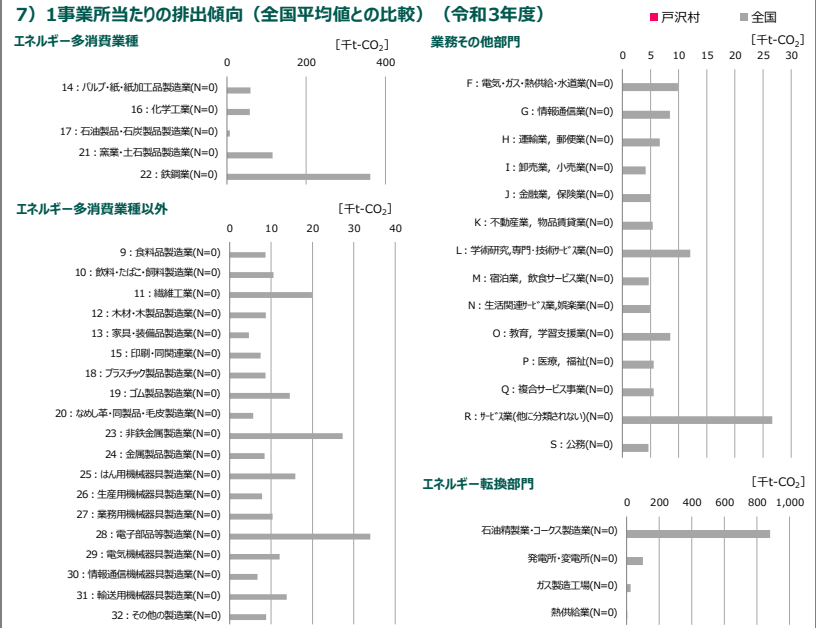 7）1事業所当たりの排出傾向（全国平均値との比較）（令和3年度）
■戸沢村 ■全国
エネルギー多消費業種
［千t-CO₂］
0 200 400
14：パルプ・紙・紙加工品製造業(N=0)
16：化学工業(N=0)
17：石油製品・石炭製品製造業(N=0)
21：窯業・土石製品製造業(N=0)
22：鉄鋼業(N=0)
エネルギー多消費業種以外
［千t-CO₂］
0 10 20 30 40
9：食料品製造業(N=0)
10：飲料・たばこ・飼料製造業(N=0)
11：繊維工業(N=0)
12：木材・木製品製造業(N=0)
13：家具・装備品製造業(N=0)
15：印刷・同関連業(N=0)
18：プラスチック製品製造業(N=0)
19：ゴム製品製造業(N=0)
20：なめし革・同製品・毛皮製造業(N=0)
23：非鉄金属製造業(N=0)
24：金属製品製造業(N=0)
25：はん用機械器具製造業(N=0)
26：生産用機械器具製造業(N=0)
27：業務用機械器具製造業(N=0)
28：電子部品等製造業(N=0)
29：電気機械器具製造業(N=0)
30：情報通信機械器具製造業(N=0)
31：輸送用機械器具製造業(N=0)
32：その他の製造業(N=0)
業務その他部門
［千t-CO₂］
0 5 10 15 20 25 30
F：電気・ガス・熱供給・水道業(N=0)
G：情報通信業(N=0)
H：運輸業，郵便業(N=0)
I：卸売業，小売業(N=0)
J：金融業，保険業(N=0)
K：不動産業，物品賃貸業(N=0)
L：学術研究,専門・技術ｻｰﾋﾞｽ業(N=0)
M：宿泊業，飲食サービス業(N=0)
N：生活関連ｻｰﾋﾞｽ業,娯楽業(N=0)
O：教育，学習支援業(N=0)
P：医療，福祉(N=0)
Q：複合サービス事業(N=0)
R：ｻｰﾋﾞｽ業(他に分類されない)(N=0)
S：公務(N=0)
エネルギー転換部門
［千t-CO₂］
0 200 400 600 800 1,000
石油精製業・コークス製造業(N=0)
発電所・変電所(N=0)
ガス製造工場(N=0)
熱供給業(N=0)